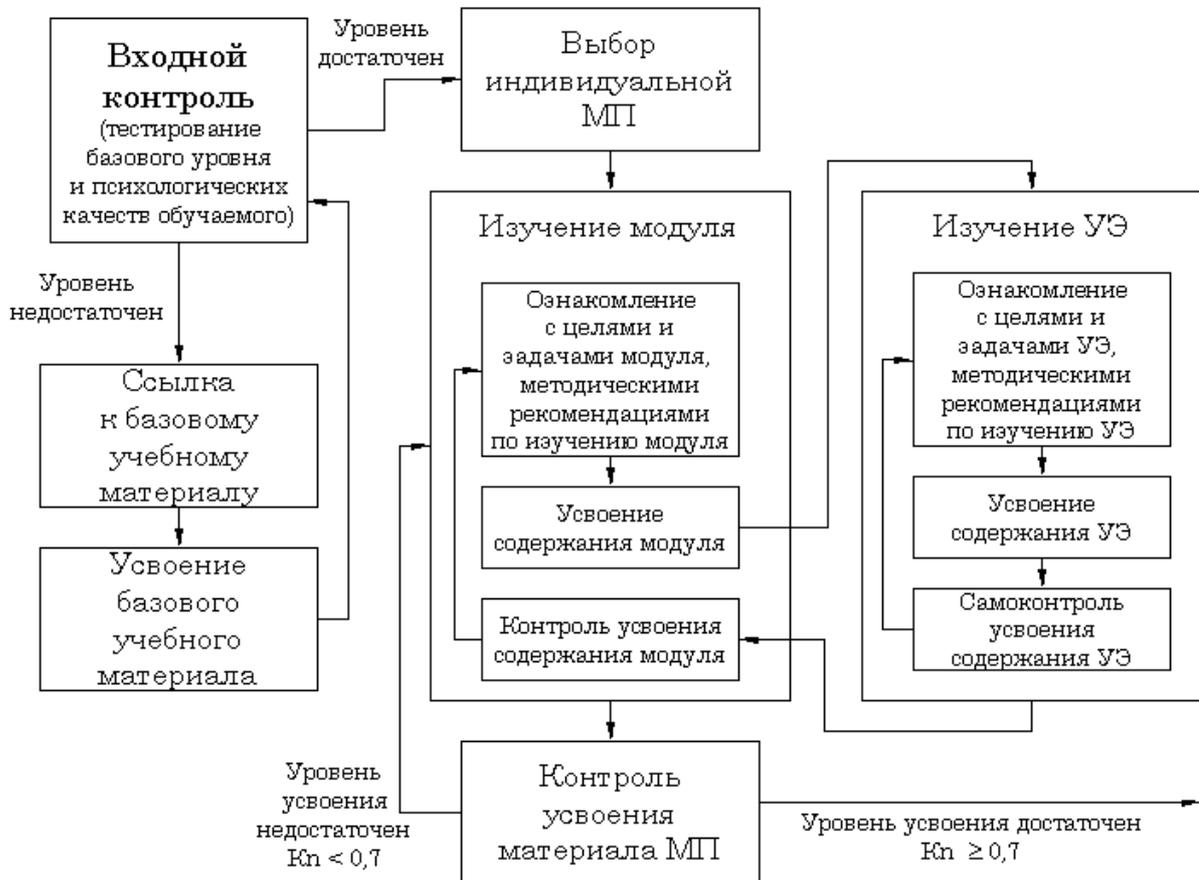 Входной
контроль
(тестирование
базового уровня
и психологических
качеств обучаемого)
Уровень
достаточен
Выбор
индивидуальной
МП
Уровень
недостаточен
Ссылка
к базовому
учебному
материалу
Усвоение
базового
учебного
материала
Изучение модуля
Ознакомление
с целями и
задачами модуля,
методическими
рекомендациями
по изучению модуля
Усвоение
содержания модуля
Контроль усвоения
содержания модуля
Изучение УЭ
Ознакомление
с целями и
задачами УЭ,
методическими
рекомендациями
по изучению УЭ
Усвоение
содержания УЭ
Самоконтроль
усвоения
содержания УЭ
Уровень
усвоения
недостаточен
Кп < 0,7
Контроль
усвоения
материала МП
Уровень усвоения достаточен
Кп ≥ 0,7